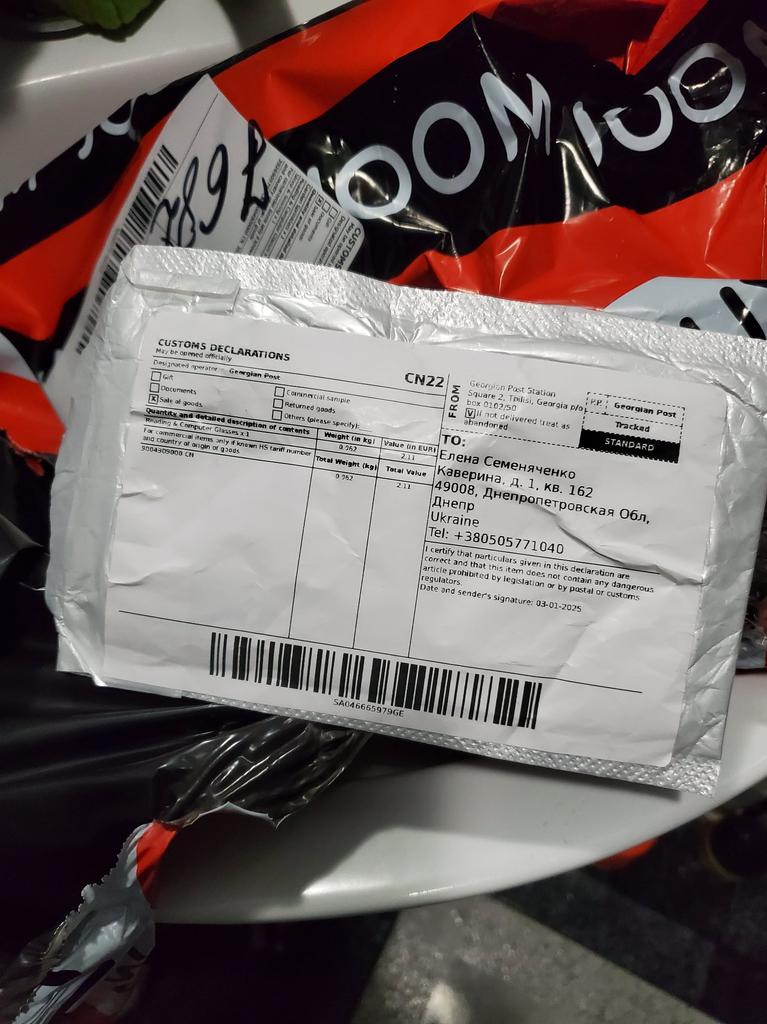 JOOM
768
CUSTOMS
CUSTOMS DECLARATIONS
May be opened officially
Designated operator: Georgian Post
CN22
Gift
Documents
X Sale of goods
Commercial sample
Returned goods
Others (please specify):
Quantity and detailed description of contents
Weight (in kg)
Value (in EUR)
Reading & Computer Glasses x 1
0.062
2.11
For commercial items only if known HS tariff number
and country of origin of goods
Total Weight (kg)
Total Value
9004909000 CN
0.062
2.11
FROM
Georgian Post Station
Square 2, Tbilisi, Georgia p/o
box 0102/50
V If not delivered treat as
abandoned
P.P. Georgian Post
Tracked
STANDARD
TO:
Елена Семеняченко
Каверина, д. 1, кв. 162
49008, Днепропетровская Обл,
Днепр
Ukraine
Tel: +380505771040
I certify that particulars given in this declaration are
correct and that this item does not contain any dangerous
article prohibited by legislation or by postal or customs
regulators.
Date and sender's signature: 03-01-2025
SA046665979GE